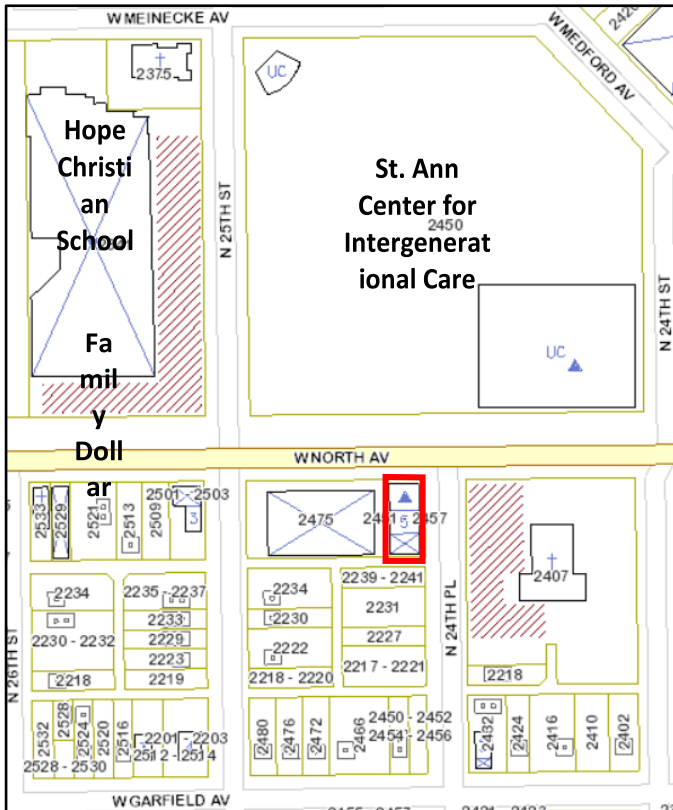 W MEINECKE AV
2420
W MEDFORD AV
2375
UC
Hope
Christi
an
School
St. Ann
Center for
2450
Intergenerat
ional Care
N 25TH ST
N 24TH ST
UC
Fa
mil
y
Doll
ar
W NORTH AV
2533
2529
2521
2513
2509
2501 - 2503
3
2475
2451 - 2457
5
2407
2234
2235 - 2237
2234
2239 - 2241
2233
2230
2231
2230 - 2232
2229
2222
2227
2223
2217 - 2221
2218
2219
2218 - 2220
2218
N 26TH ST
N 24TH PL
2532
2528
2524
2520
2516
2201 - 2203
2512 - 2514
2528 - 2530
2480
2476
2472
2466
2450 - 2452
2454 - 2456
2432
2424
2416
2410
2402
W GARFIELD AV